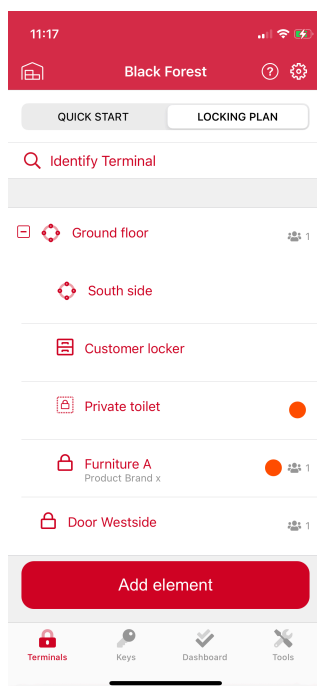 11:17
Black Forest
QUICK START
LOCKING PLAN
Identify Terminal
Ground floor
1
South side
Customer locker
Private toilet
Furniture A
1
Product Brand x
Door Westside
1
Add element
Terminals
Keys
Dashboard
Tools